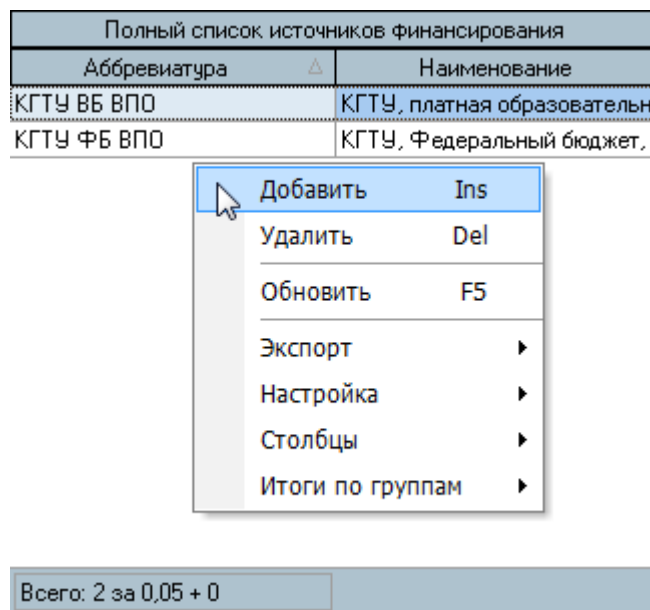 Полный список источников финансирования
Аббревиатура Наименование
КГТУ ВБ ВПО КГТУ, платная образовательн
КГТУ ФБ ВПО КГТУ, Федеральный бюджет,
Добавить Ins
Удалить Del
Обновить F5
Экспорт
Настройка
Столбцы
Итоги по группам
Всего: 2 за 0,05 + 0